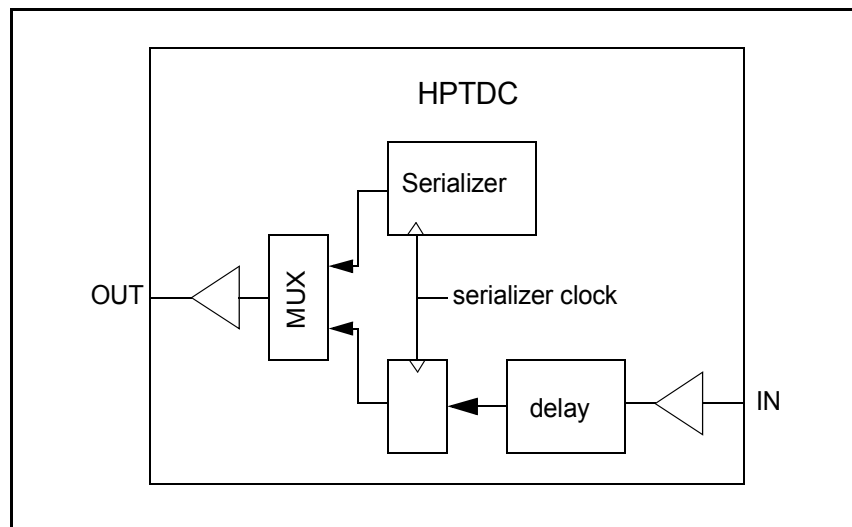 HPTDC
Serializer
MUX
OUT
serializer clock
delay
IN